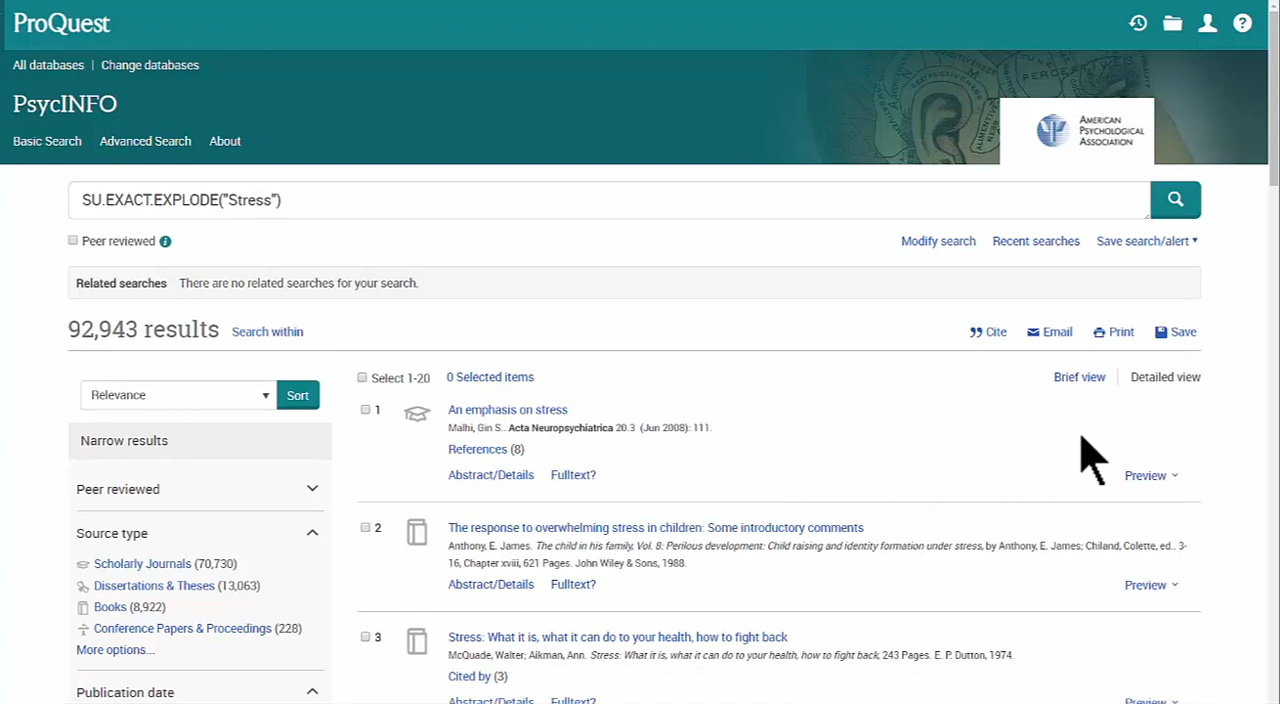 ProQuest
All databases | Change databases
PsycINFO
Basic Search Advanced Search About
AMERICAN
PSYCHOLOGICAL
ASSOCIATION
SU.EXACT.EXPLODE("Stress")
Peer reviewed
Modify search Recent searches Save search/alert
Related searches There are no related searches for your search.
92,943 results Search within
Cite Email Print Save
Relevance Sort
Select 1-20 0 Selected items Brief view Detailed view
Narrow results
Peer reviewed
Source type
Scholarly Journals (70,730)
Dissertations & Theses (13,063)
Books (8,922)
Conference Papers & Proceedings (228)
More options...
Publication date
1 An emphasis on stress
Malhi, Gin S.. Acta Neuropsychiatrica 20.3 (Jun 2008): 111.
References (8)
Abstract/Details Fulltext? Preview
2 The response to overwhelming stress in children: Some introductory comments
Anthony, E. James. The child in his family, Vol. 8: Perilous development: Child raising and identity formation under stress, by Anthony, E. James; Chiland, Colette, ed.. 3-
16, Chapter xviii, 621 Pages. John Wiley & Sons, 1988.
Abstract/Details Fulltext? Preview
3 Stress: What it is, what it can do to your health, how to fight back
McQuade, Walter; Aikman, Ann. Stress: What it is, what it can do to your health, how to fight back, 243 Pages. E. P. Dutton, 1974.
Cited by (3)
Abstract/Details Fulltext? Preview